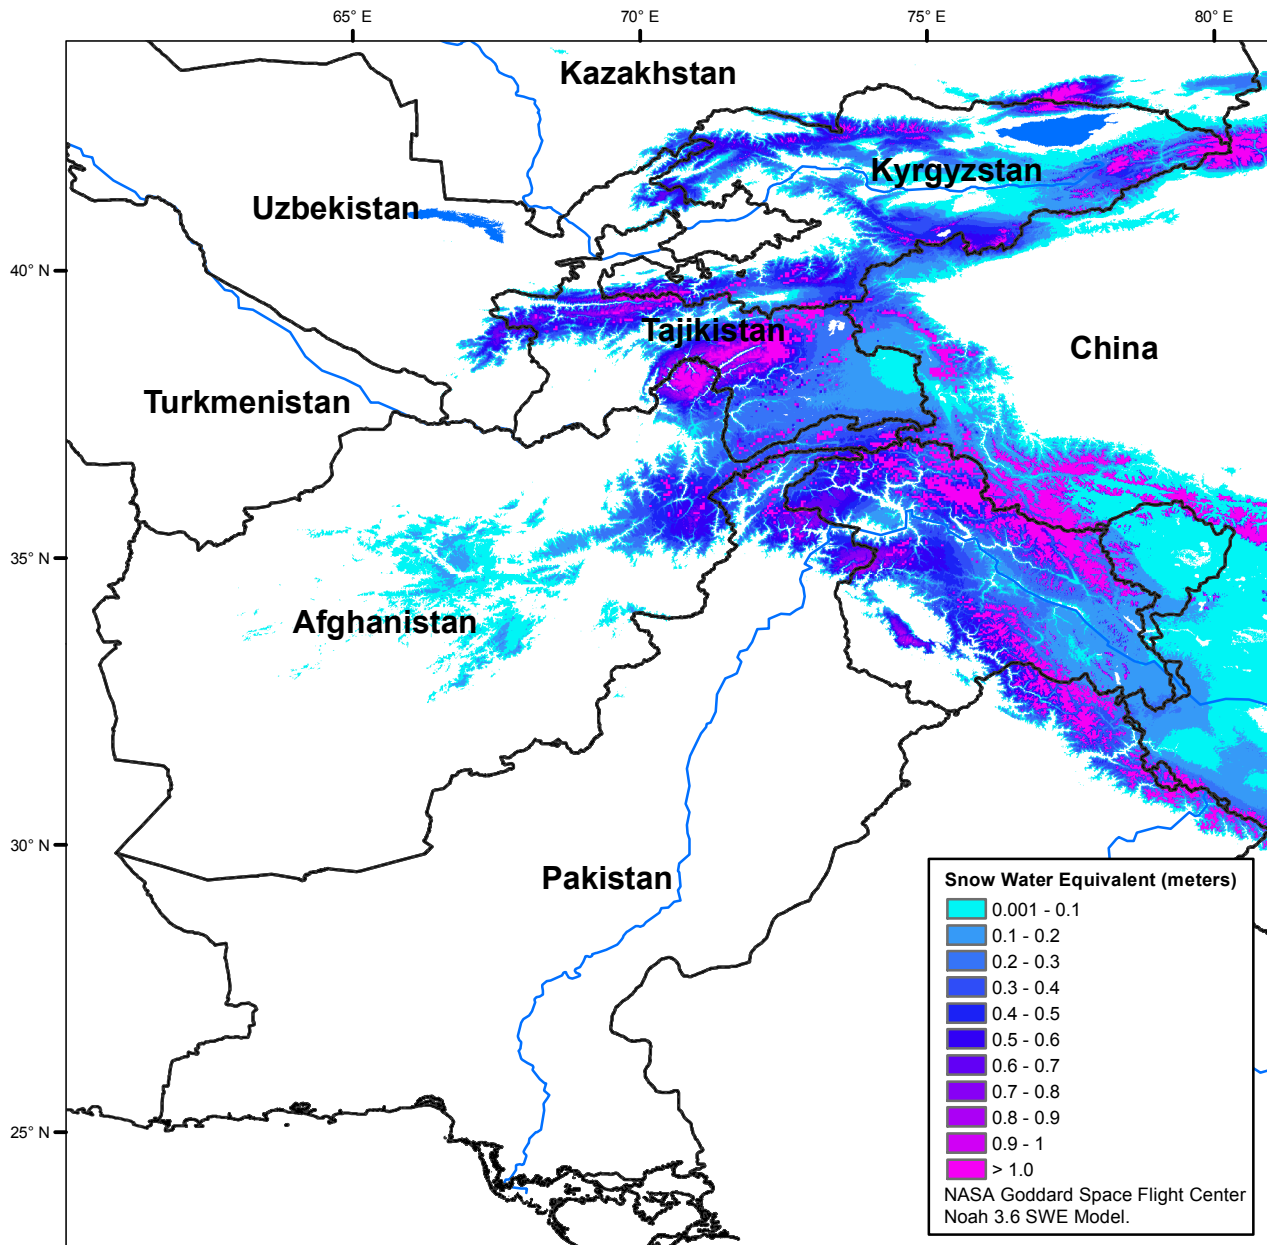 65° E
70° E
75° E
80° E
Kazakhstan
Kyrgyzstan
Uzbekistan
40° N
Tajikistan
China
Turkmenistan
35° N
Afghanistan
30° N
Pakistan
25° N
Snow Water Equivalent (meters)
0.001 - 0.1
0.1 - 0.2
0.2 - 0.3
0.3 - 0.4
0.4 - 0.5
0.5 - 0.6
0.6 - 0.7
0.7 - 0.8
0.8 - 0.9
0.9 - 1
> 1.0
NASA Goddard Space Flight Center
Noah 3.6 SWE Model.